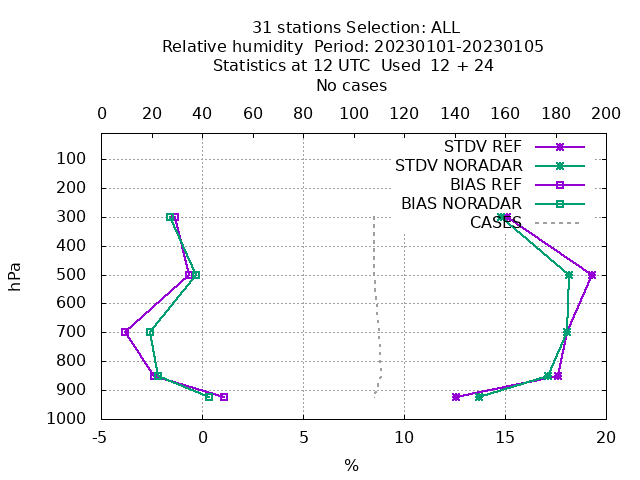 31 stations Selection: ALL
Relative humidity  Period: 20230101-20230105
Statistics at 12 UTC  Used  12 + 24
No cases
0 20 40 60 80 100 120 140 160 180 200
STDV REF
STDV NORADAR
BIAS REF
BIAS NORADAR
CASES
100
200
300
400
500
600
700
800
900
1000
hPa
-5 0 5 10 15 20
%